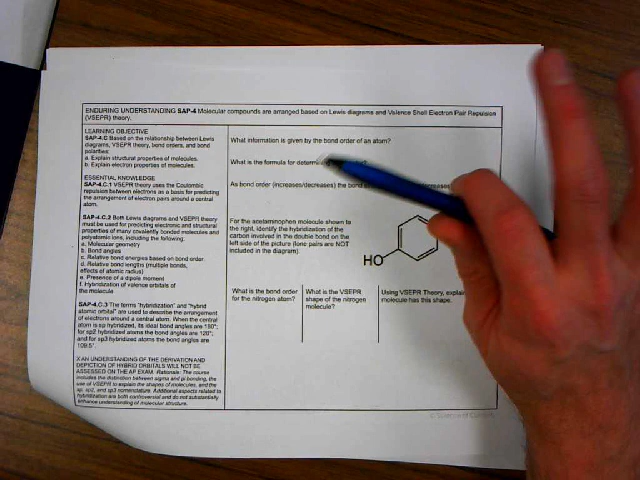 ENDURING UNDERSTANDING SAP-4 Molecular compounds are arranged based on Lewis diagrams and Valence Shell Electron Pair Repulsion
(VSEPR) theory.
LEARNING OBJECTIVE
SAP-4.C Based on the relationship between Lewis
diagrams, VSEPR theory, bond orders, and bond
polarities:
a. Explain structural properties of molecules.
b. Explain electron properties of molecules.
ESSENTIAL KNOWLEDGE
SAP-4.C.1 VSEPR theory uses the Coulombic
repulsion between electrons as a basis for predicting
the arrangement of electron pairs around a central
atom.
SAP-4.C.2 Both Lewis diagrams and VSEPR theory
must be used for predicting electronic and structural
properties of many covalently bonded molecules and
polyatomic ions, including the following:
a. Molecular geometry
b. Bond angles
c. Relative bond energies based on bond order
d. Relative bond lengths (multiple bonds,
effects of atomic radius)
e. Presence of a dipole moment
f. Hybridization of valence orbitals of
the molecule
SAP-4.C.3 The terms "hybridization" and "hybrid
atomic orbital" are used to describe the arrangement
of electrons around a central atom. When the central
atom is sp hybridized, its ideal bond angles are 180°;
for sp2 hybridized atoms the bond angles are 120°;
and for sp3 hybridized atoms the bond angles are
109.5°.
X AN UNDERSTANDING OF THE DERIVATION AND
DEPICTION OF HYBRID ORBITALS WILL NOT BE
ASSESSED ON THE AP EXAM. Rationale: The course
includes the distinction between sigma and pi bonding, the
use of VSEPR to explain the shapes of molecules, and the
sp, sp2, and sp3 nomenclature. Additional aspects related to
hybridization are both controversial and do not substantially
enhance understanding of molecular structure.
What information is given by the bond order of an atom?
What is the formula for
As bond order (increases/decreases) the bond
For the acetaminophen molecule shown to
the right, identify the hybridization of the
carbon involved in the double bond on the
left side of the picture (lone pairs are NOT
included in the diagram)
HO
What is the bond order
for the nitrogen atom?
What is the VSEPR
shape of the nitrogen
molecule?
Using VSEPR Theory,
molecule has this shape.